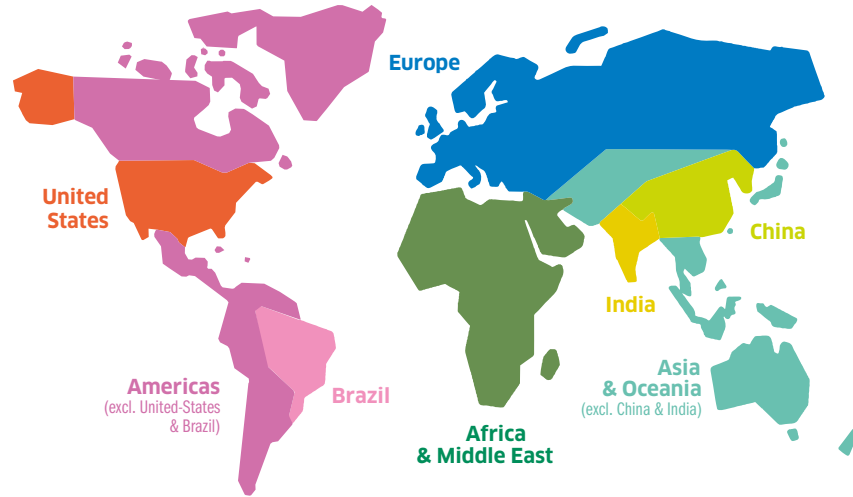 Europe
United
States
China
India
Americas
(excl. United-States
& Brazil)
Brazil
Asia
& Oceania
(excl. China & India)
Africa
& Middle East